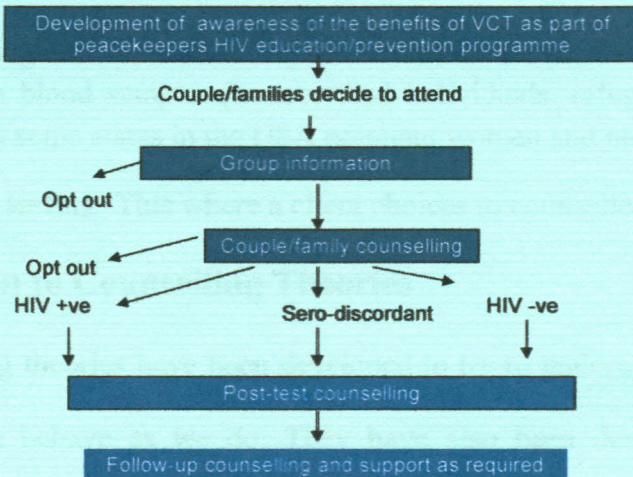 Development of awareness of the benefits of VCT as part of
peacekeepers HIV education/prevention programme
Couple/families decide to attend
Group information
Opt out
Couple/family counselling
Opt out
HIV +ve
Sero-discordant
HIV -ve
Post-test counselling
Follow-up counselling and support as required